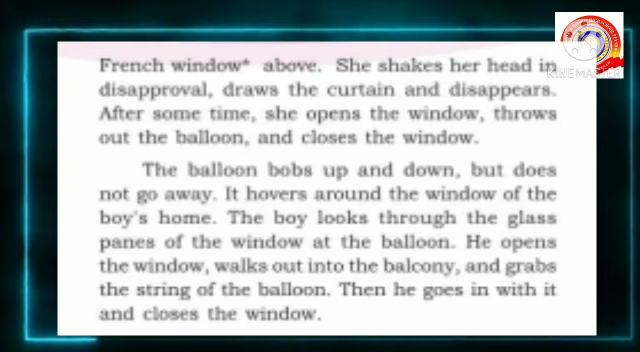 French window* above. She shakes her head in
disapproval, draws the curtain and disappears.
After some time, she opens the window, throws
out the balloon, and closes the window.
The balloon bobs up and down, but does
not go away. It hovers around the window of the
boy's home. The boy looks through the glass
panes of the window at the balloon. He opens
the window, walks out into the balcony, and grabs
the string of the balloon. Then he goes in with it
and closes the window.
KINEMASTER